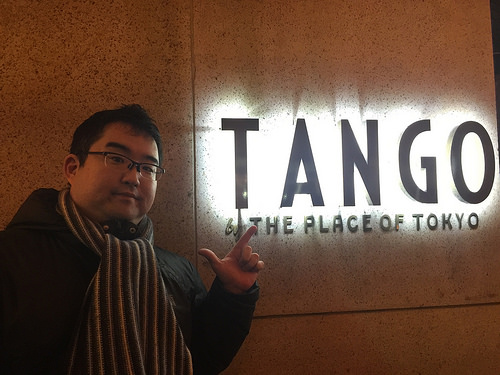 TANGO
by THE PLACE OF TOKYO